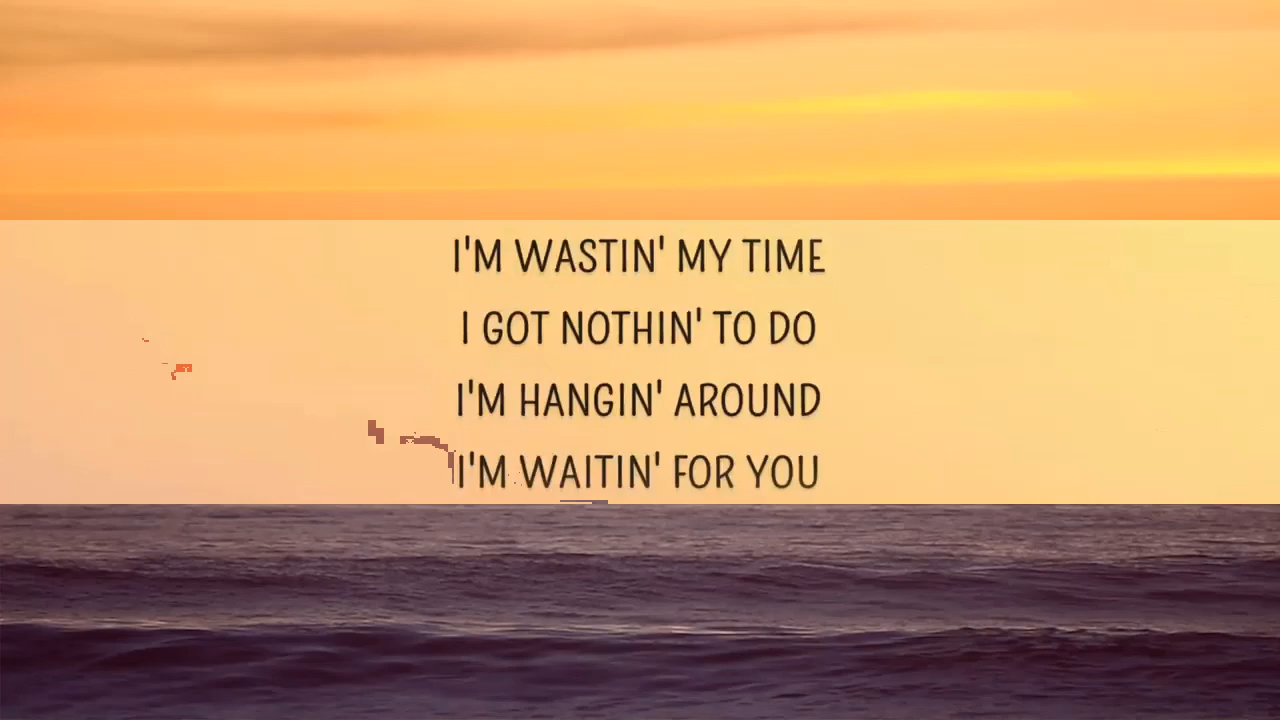 I'M WASTIN' MY TIME
I GOT NOTHIN' TO DO
I'M HANGIN' AROUND
I'M WAITIN' FOR YOU